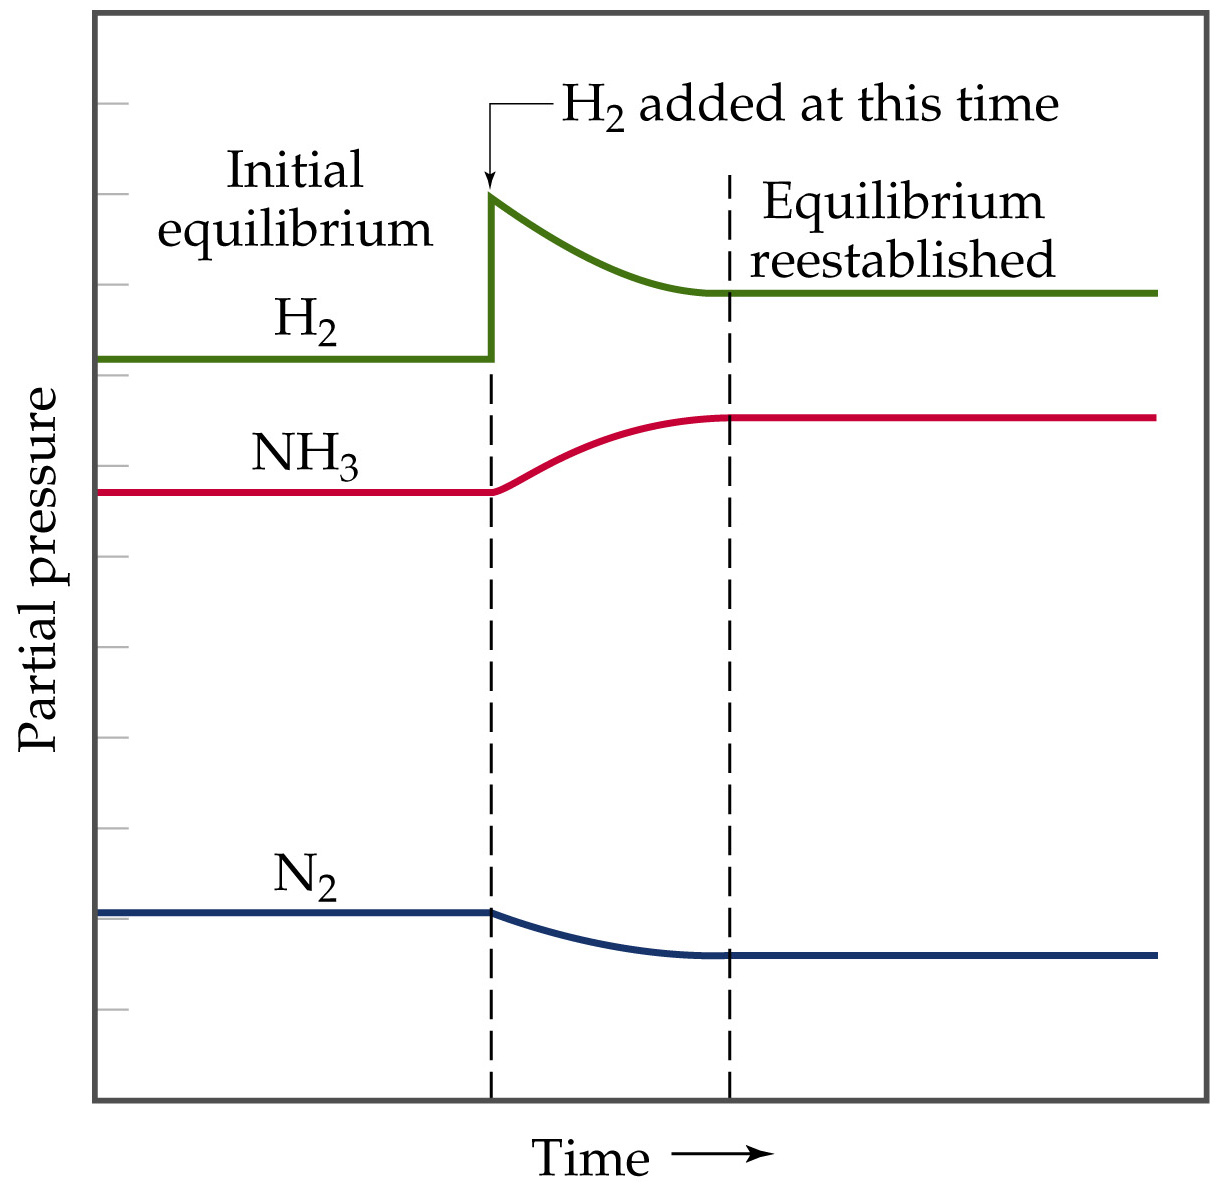 H₂ added at this time
Initial
equilibrium
Equilibrium
reestablished
H₂
NH₃
N₂
Partial pressure
Time